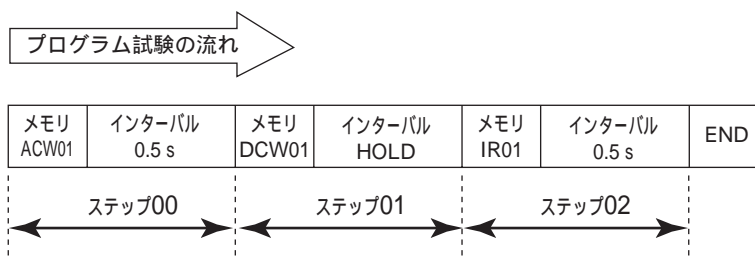 プログラム試験の流れ
メモリ
ACW01
インターバル
0.5 s
メモリ
DCW01
インターバル
HOLD
メモリ
IR01
インターバル
0.5 s
END
ステップ00
ステップ01
ステップ02